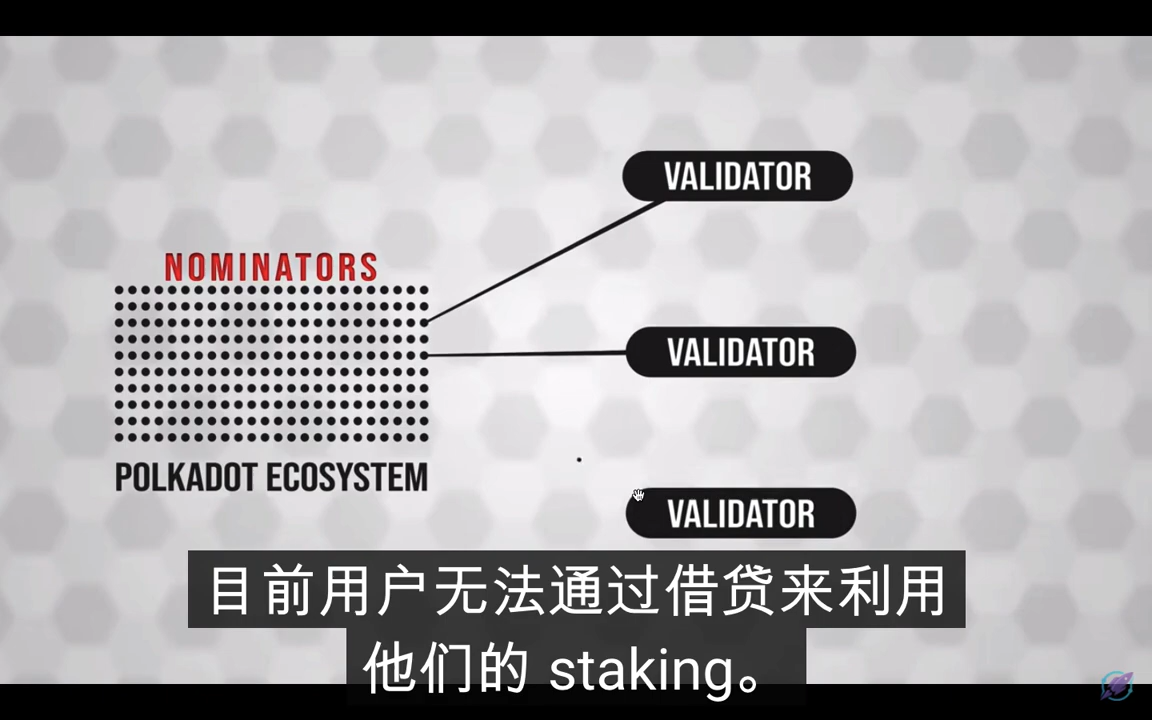 VALIDATOR
NOMINATORS
VALIDATOR
POLKADOT ECOSYSTEM
VALIDATOR
目前用户无法通过借贷来利用
他们的 staking。